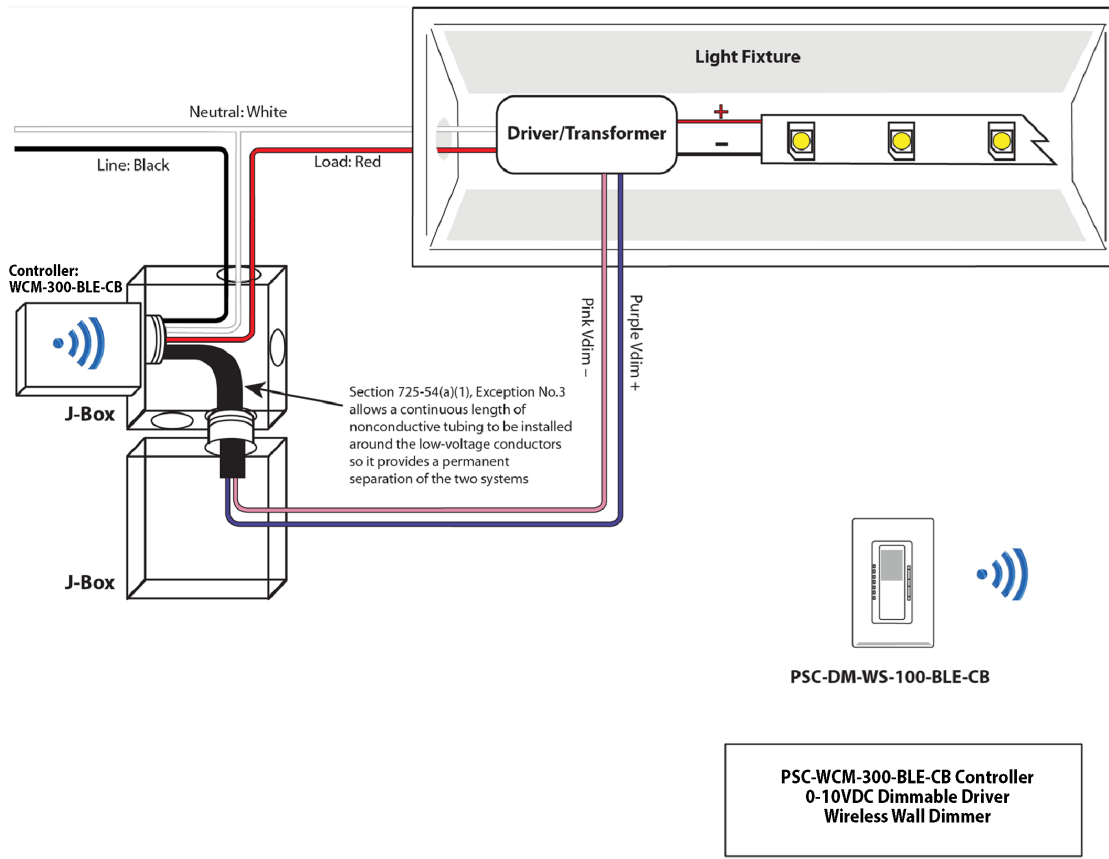 Light Fixture
Neutral: White
Driver/Transformer
+
–
Line: Black
Load: Red
Controller:
WCM-300-BLE-CB
Pink Vdim –
Purple Vdim +
J-Box
Section 725-54(a)(1), Exception No.3
allows a continuous length of
nonconductive tubing to be installed
around the low-voltage conductors
so it provides a permanent
separation of the two systems
J-Box
PSC-DM-WS-100-BLE-CB
PSC-WCM-300-BLE-CB Controller
0-10VDC Dimmable Driver
Wireless Wall Dimmer